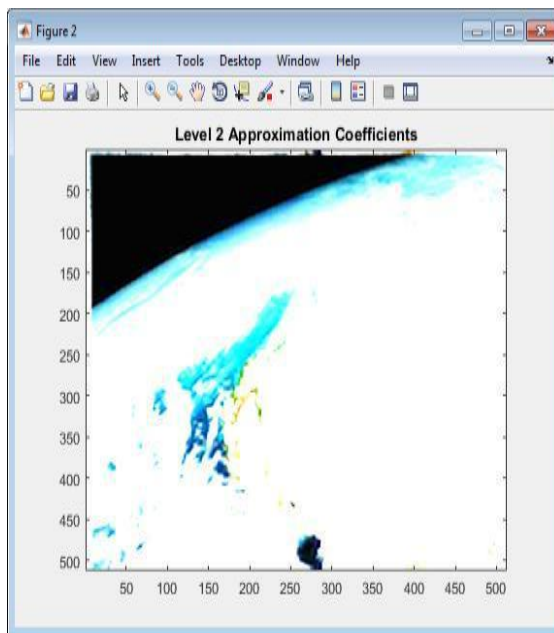 Figure 2
File Edit View Insert Tools Desktop Window Help
Level 2 Approximation Coefficients
50
100
150
200
250
300
350
400
450
500
50 100 150 200 250 300 350 400 450 500